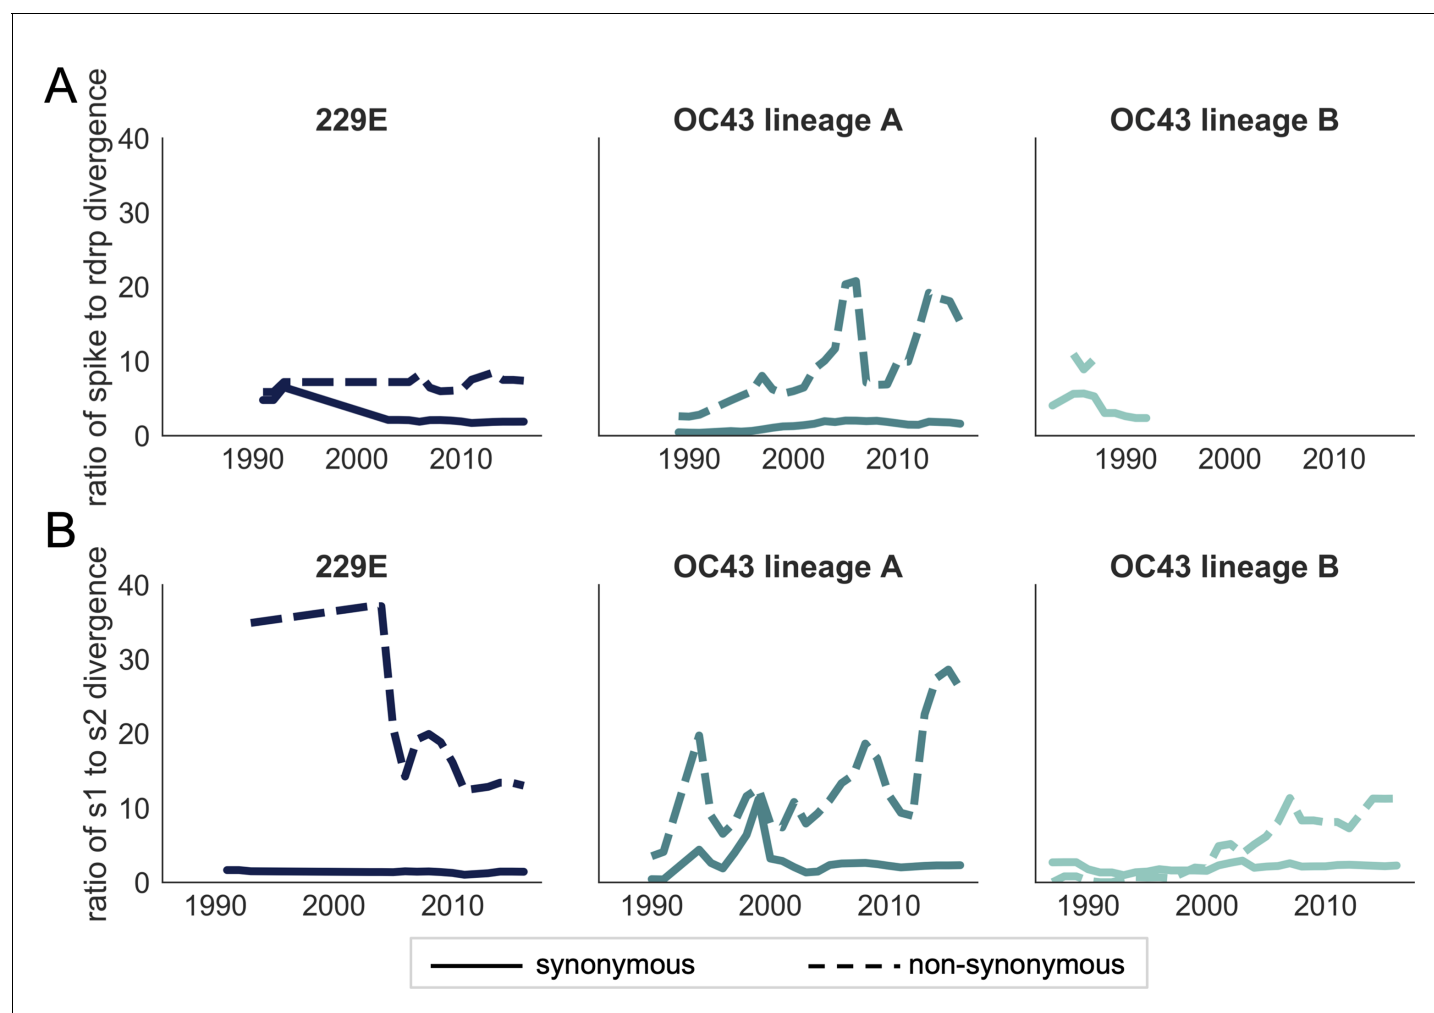 A
ratio of spike to rdrp divergence
229E
OC43 lineage A
OC43 lineage B
40
30
20
10
0
1990 2000 2010
1990 2000 2010
1990 2000 2010
B
ratio of s1 to s2 divergence
229E
OC43 lineage A
OC43 lineage B
40
30
20
10
0
1990 2000 2010
1990 2000 2010
1990 2000 2010
synonymous
non-synonymous